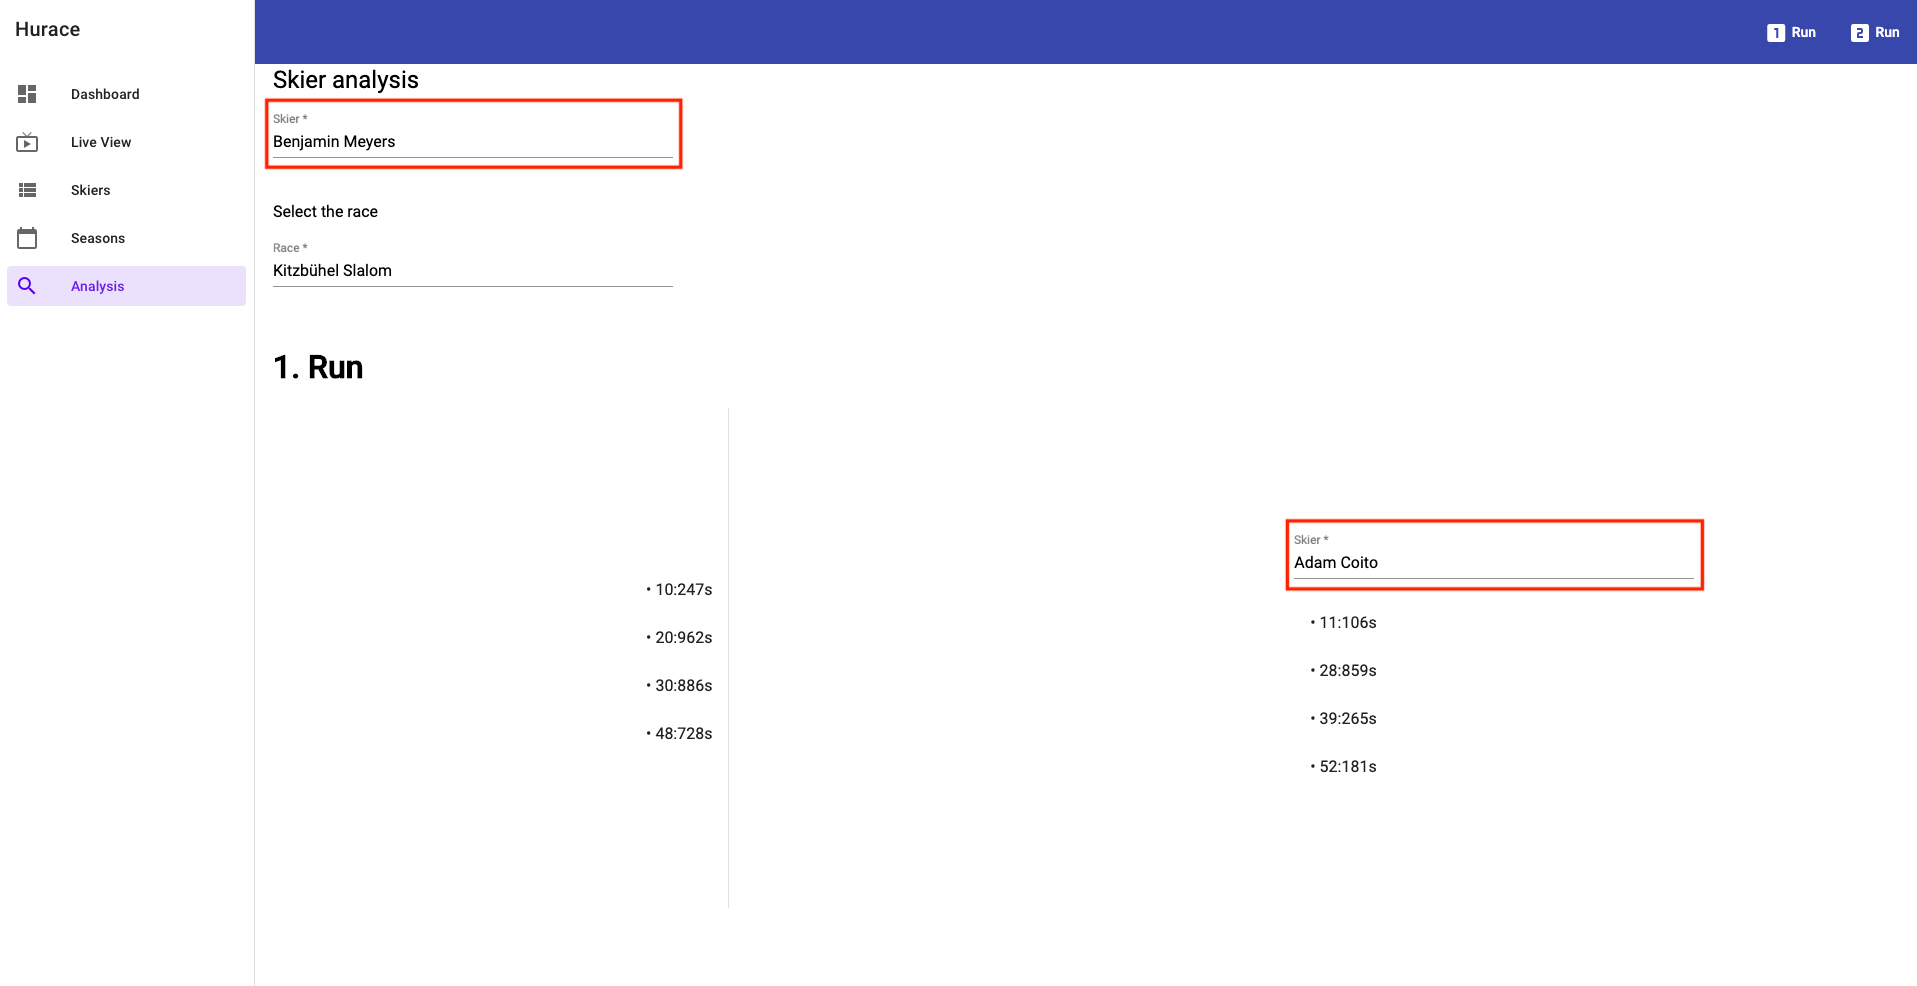 Hurace
1 Run
2 Run
Dashboard
Live View
Skiers
Seasons
Analysis
Skier analysis
Skier *
Benjamin Meyers
Select the race
Race *
Kitzbühel Slalom
1. Run
• 10:247s
• 20:962s
• 30:886s
• 48:728s
Skier *
Adam Coito
• 11:106s
• 28:859s
• 39:265s
• 52:181s